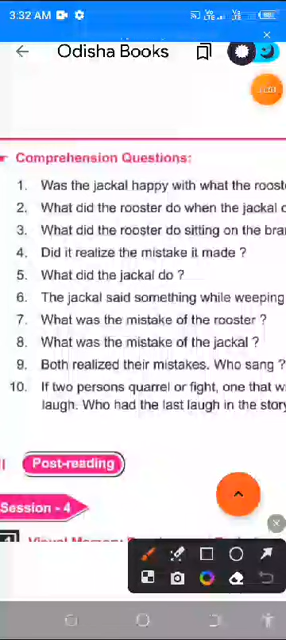 3:32 AM
Odisha Books
Comprehension Questions:
1. Was the jackal happy with what the roost
2. What did the rooster do when the jackal c
3. What did the rooster do sitting on the bra
4. Did it realize the mistake it made ?
5. What did the jackal do ?
6. The jackal said something while weeping
7. What was the mistake of the rooster ?
8. What was the mistake of the jackal ?
9. Both realized their mistakes. Who sang ?
10. If two persons quarrel or fight, one that w
laugh. Who had the last laugh in the story
Post-reading
Session - 4